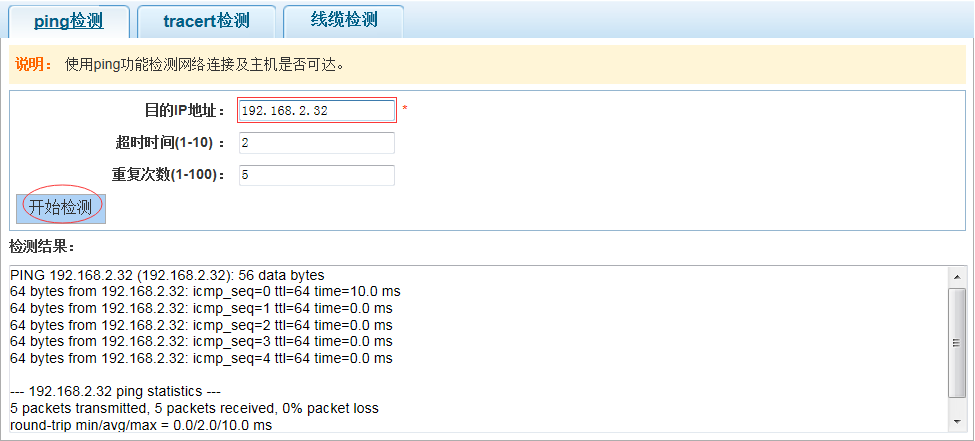 ping检测 tracert检测 线缆检测
说明： 使用ping功能检测网络连接及主机是否可达。
目的IP地址： 192.168.2.32 *
超时时间(1-10) ： 2
重复次数(1-100)： 5
开始检测
检测结果：
PING 192.168.2.32 (192.168.2.32): 56 data bytes
64 bytes from 192.168.2.32: icmp_seq=0 ttl=64 time=10.0 ms
64 bytes from 192.168.2.32: icmp_seq=1 ttl=64 time=0.0 ms
64 bytes from 192.168.2.32: icmp_seq=2 ttl=64 time=0.0 ms
64 bytes from 192.168.2.32: icmp_seq=3 ttl=64 time=0.0 ms
64 bytes from 192.168.2.32: icmp_seq=4 ttl=64 time=0.0 ms
--- 192.168.2.32 ping statistics ---
5 packets transmitted, 5 packets received, 0% packet loss
round-trip min/avg/max = 0.0/2.0/10.0 ms